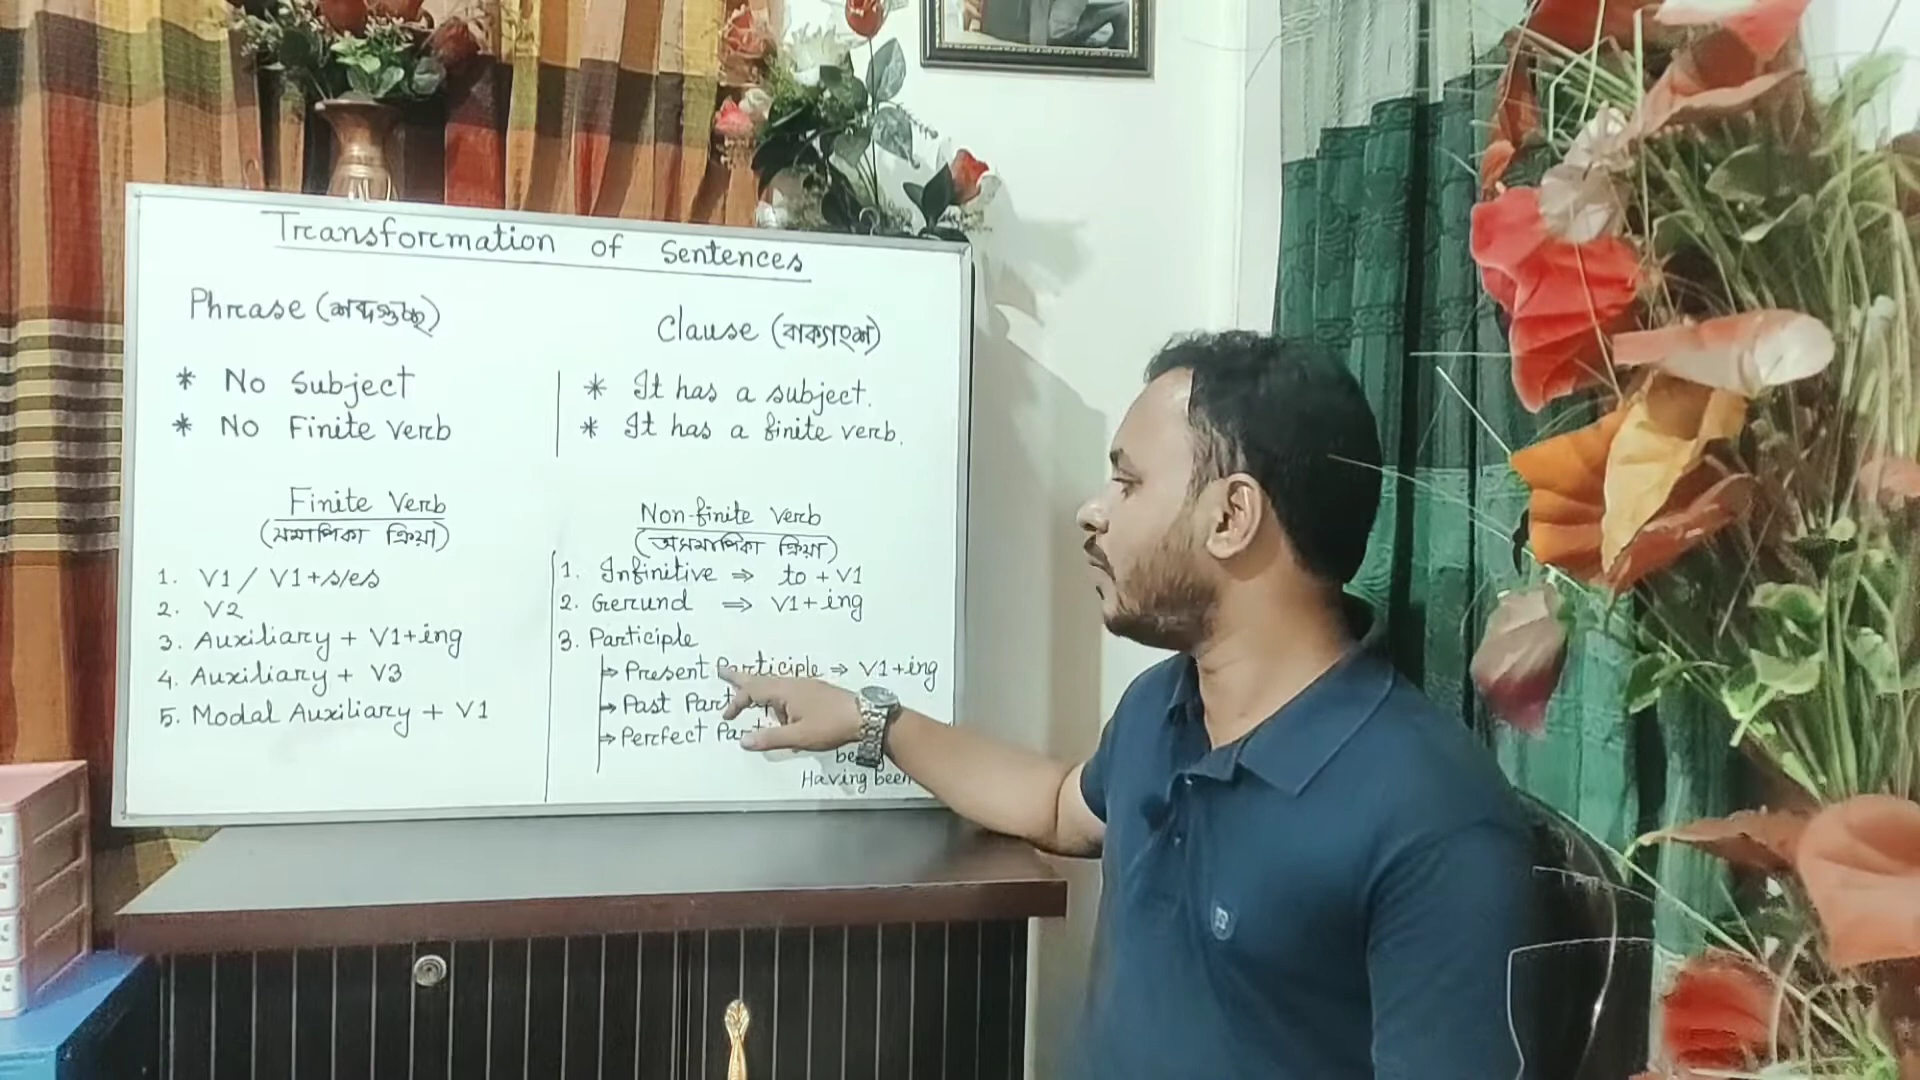 Transformation of Sentences
Phrase (শব্দগুচ্ছ)
* No Subject
* No Finite Verb
Clause (বাক্যাংশ)
* It has a subject.
* It has a finite verb.
Finite Verb
(সমাপিকা ক্রিয়া)
1. V1 / V1+s/es
2. V2
3. Auxiliary + V1+ing
4. Auxiliary + V3
5. Modal Auxiliary + V1
Non-finite Verb
(অসমাপিকা ক্রিয়া)
1. Infinitive ⇒ to + V1
2. Gerund ⇒ V1+ing
3. Participle
⇒ Present Participle ⇒ V1+ing
⇒ Past
⇒ Perfect
Having been